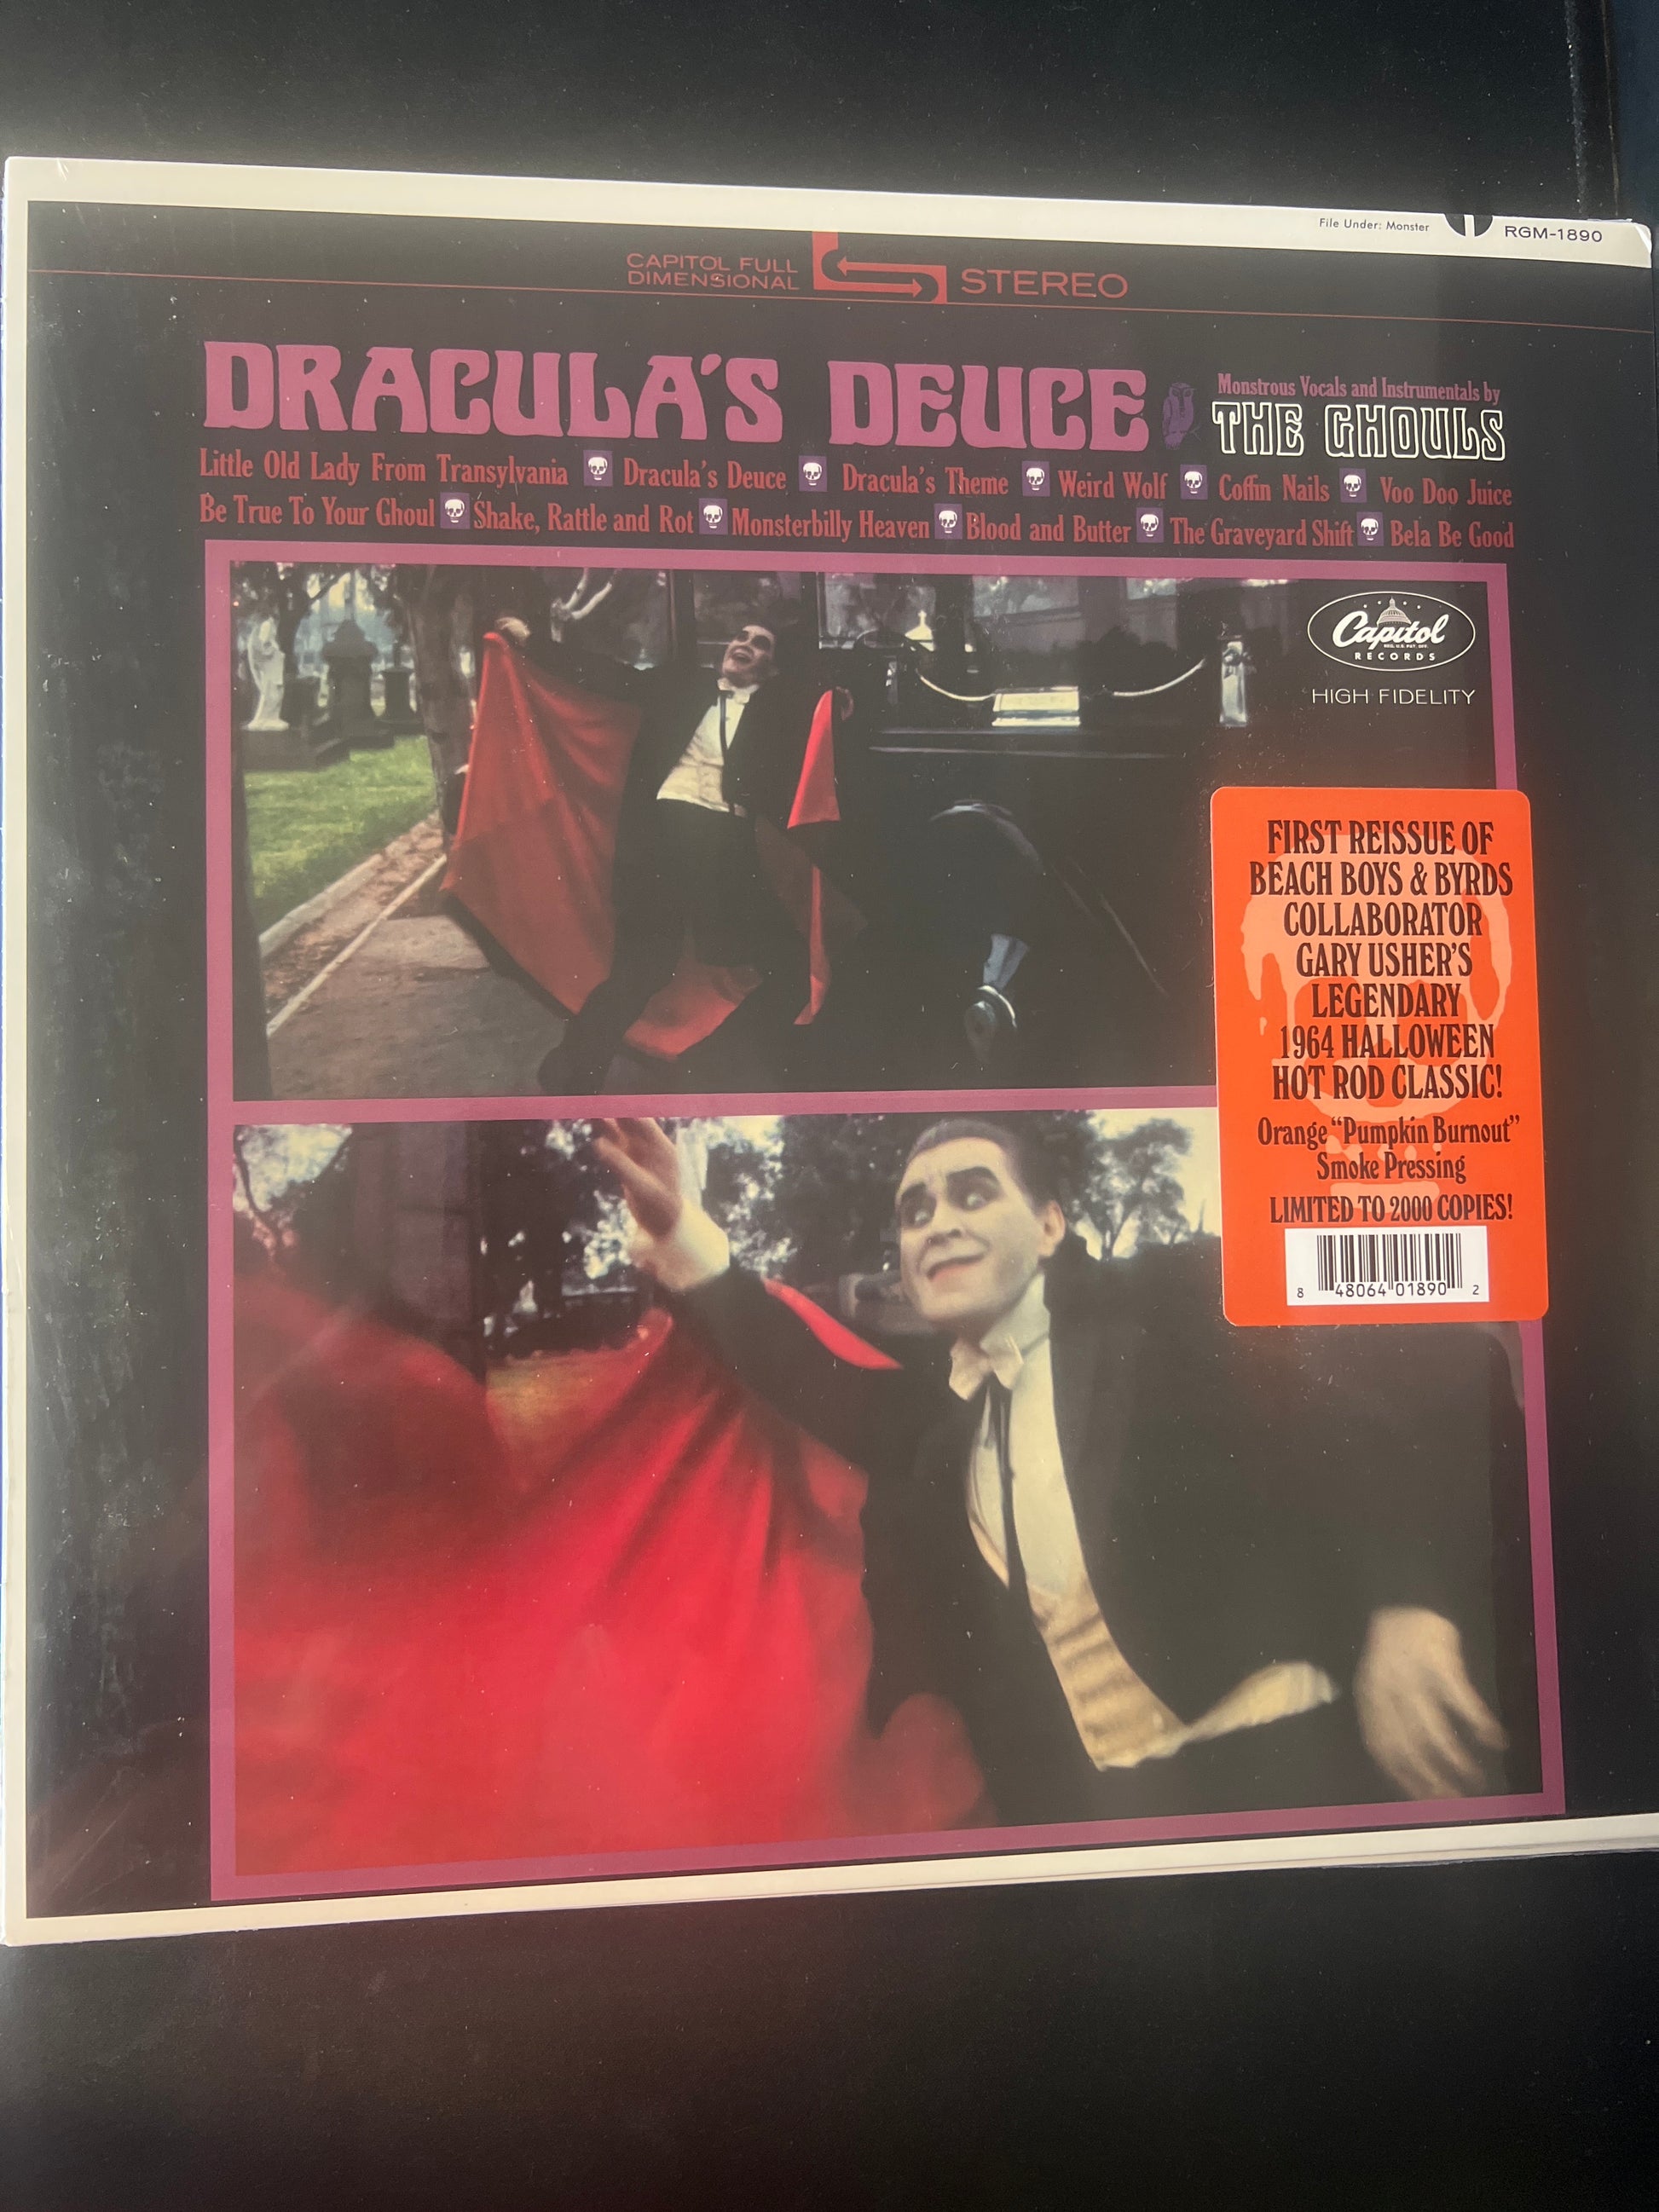 File Under: Monster
RGM-1890
CAPITOL FULL
DIMENSIONAL
STEREO
DRACULA'S DEUCE
Monstrous Vocals and Instrumentals by
THE GHOULS
Little Old Lady From Transylvania Dracula's Deuce Dracula's Theme Weird Wolf Coffin Nails Voo Doo Juice
Be True To Your Ghoul Shake, Rattle and Rot Monsterbilly Heaven Blood and Butter The Graveyard Shift Bela Be Good
Capitol
RECORDS
HIGH FIDELITY
FIRST REISSUE OF
BEACH BOYS & BYRDS
COLLABORATOR
GARY USHER'S
LEGENDARY
1964 HALLOWEEN
HOT ROD CLASSIC!
Orange “Pumpkin Burnout”
Smoke Pressing
LIMITED TO 2000 COPIES!
8 48064 01890 2